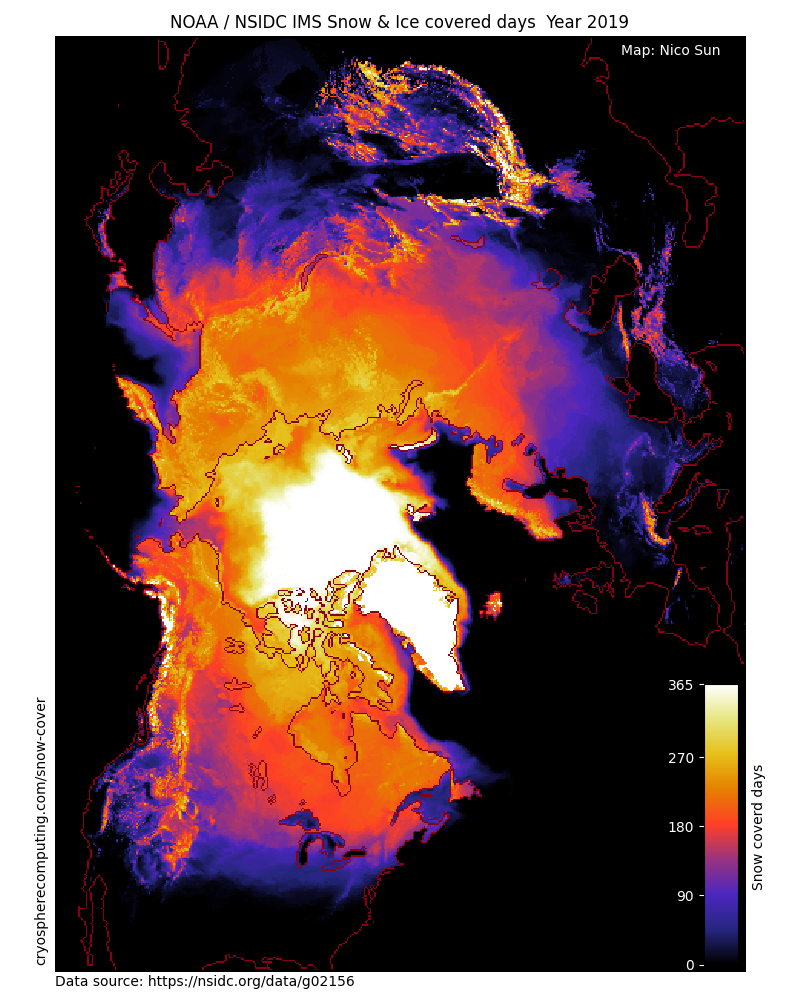 NOAA / NSIDC IMS Snow & Ice covered days  Year 2019
Map: Nico Sun
cryospherecomputing.com/snow-cover
365
270
180
90
0
Snow coverd days
Data source: https://nsidc.org/data/g02156